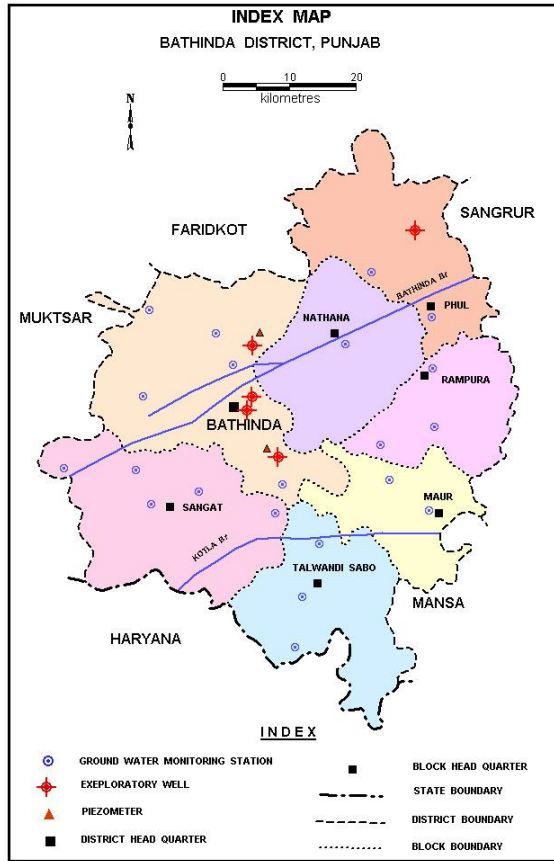 INDEX MAP
BATHINDA DISTRICT, PUNJAB
0 10 20
kilometres
N
FARIDKOT
SANGRUR
BATHINDA Br
MUKTSAR
NATHANA
PHUL
RAMPURA
BATHINDA
SANGAT
MAUR
KOTLA Br
TALWANDI SABO
MANSA
HARYANA
INDEX
GROUND WATER MONITORING STATION
EXEPLORATORY WELL
PIEZOMETER
DISTRICT HEAD QUARTER
BLOCK HEAD QUARTER
STATE BOUNDARY
DISTRICT BOUNDARY
BLOCK BOUNDARY